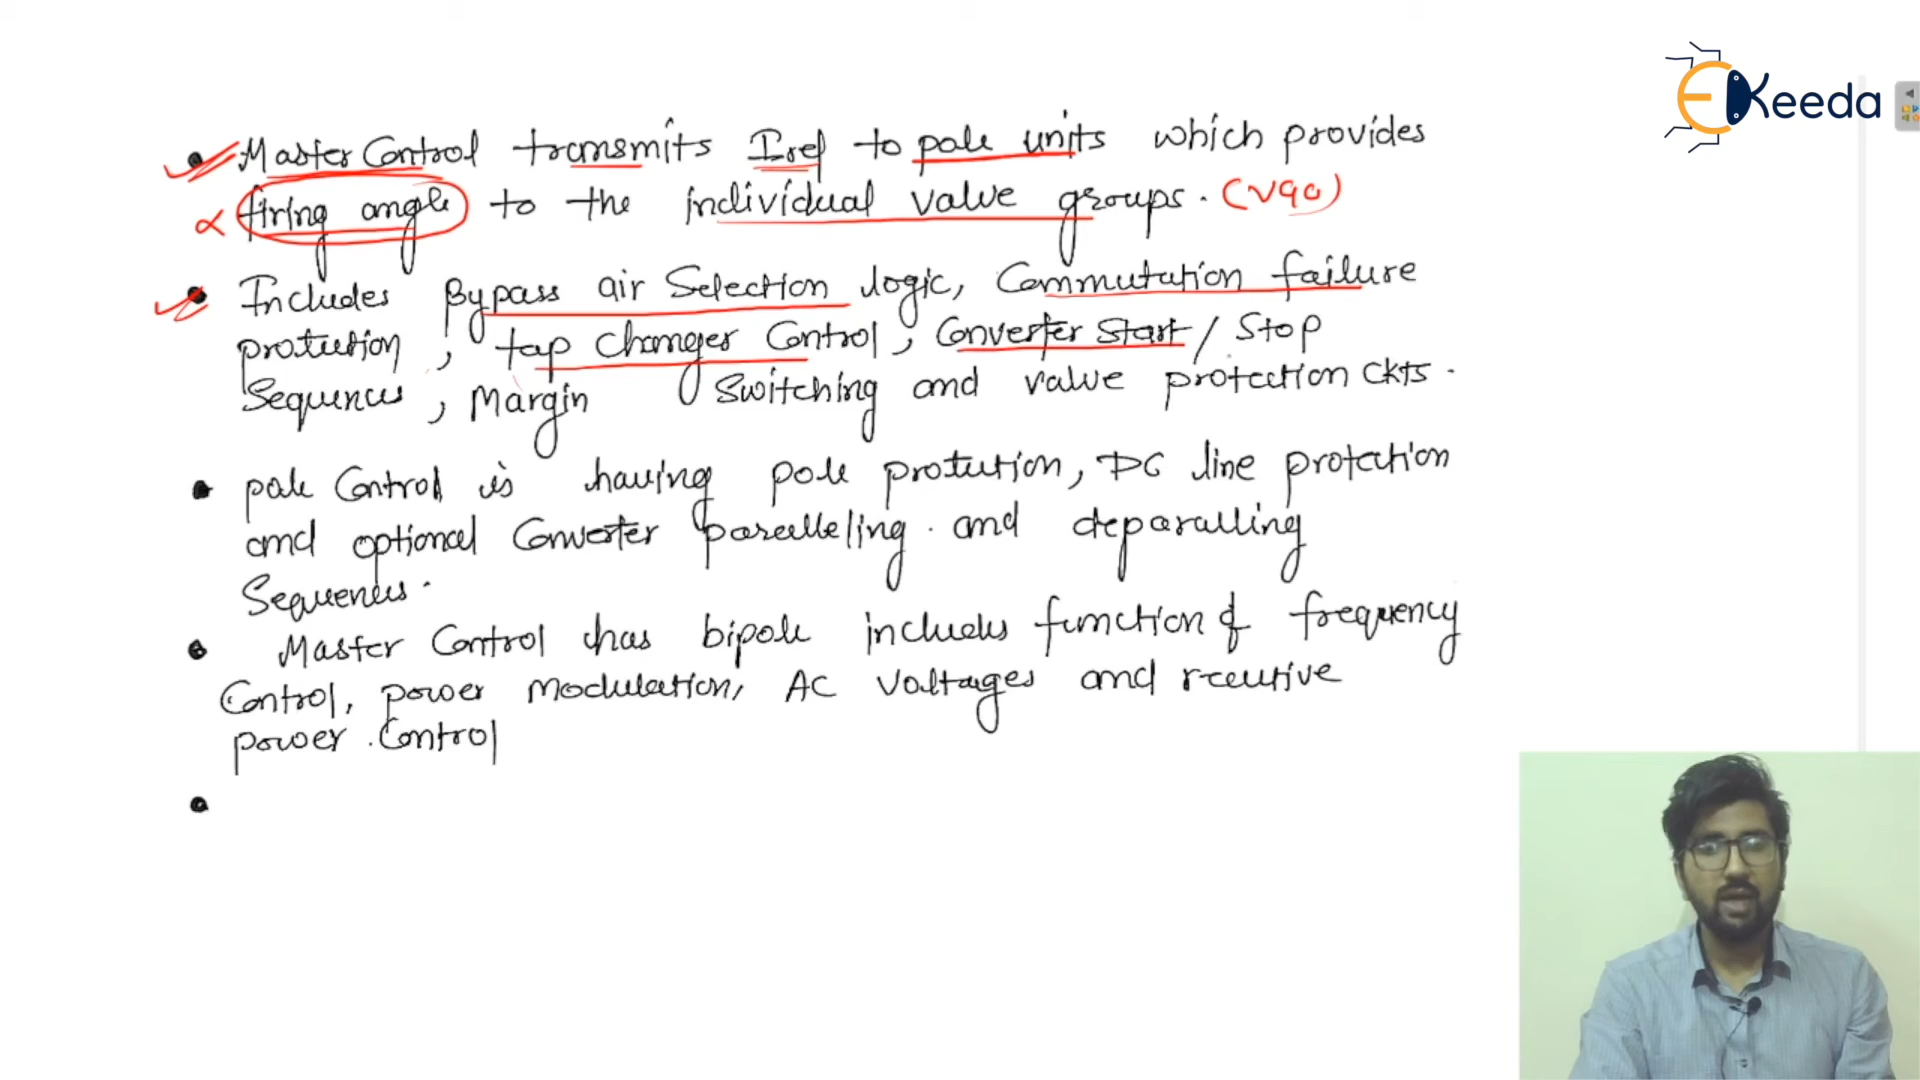 EKeeda
• Master Control transmits Iref to pole units which provides
∝ firing angle to the individual valve groups. (VGC)
• Includes Bypass air Selection logic, Commutation failure
protection, tap changer Control, Converter Start / Stop
Sequences, Margin Switching and valve protection CKTS.
• pole Control is having pole protection, DC line protection
and optional Converter paralleling and deparalling
Sequences.
• Master Control has bipole includes function of frequency
Control, power modulation, AC Voltages and reactive
power Control
•